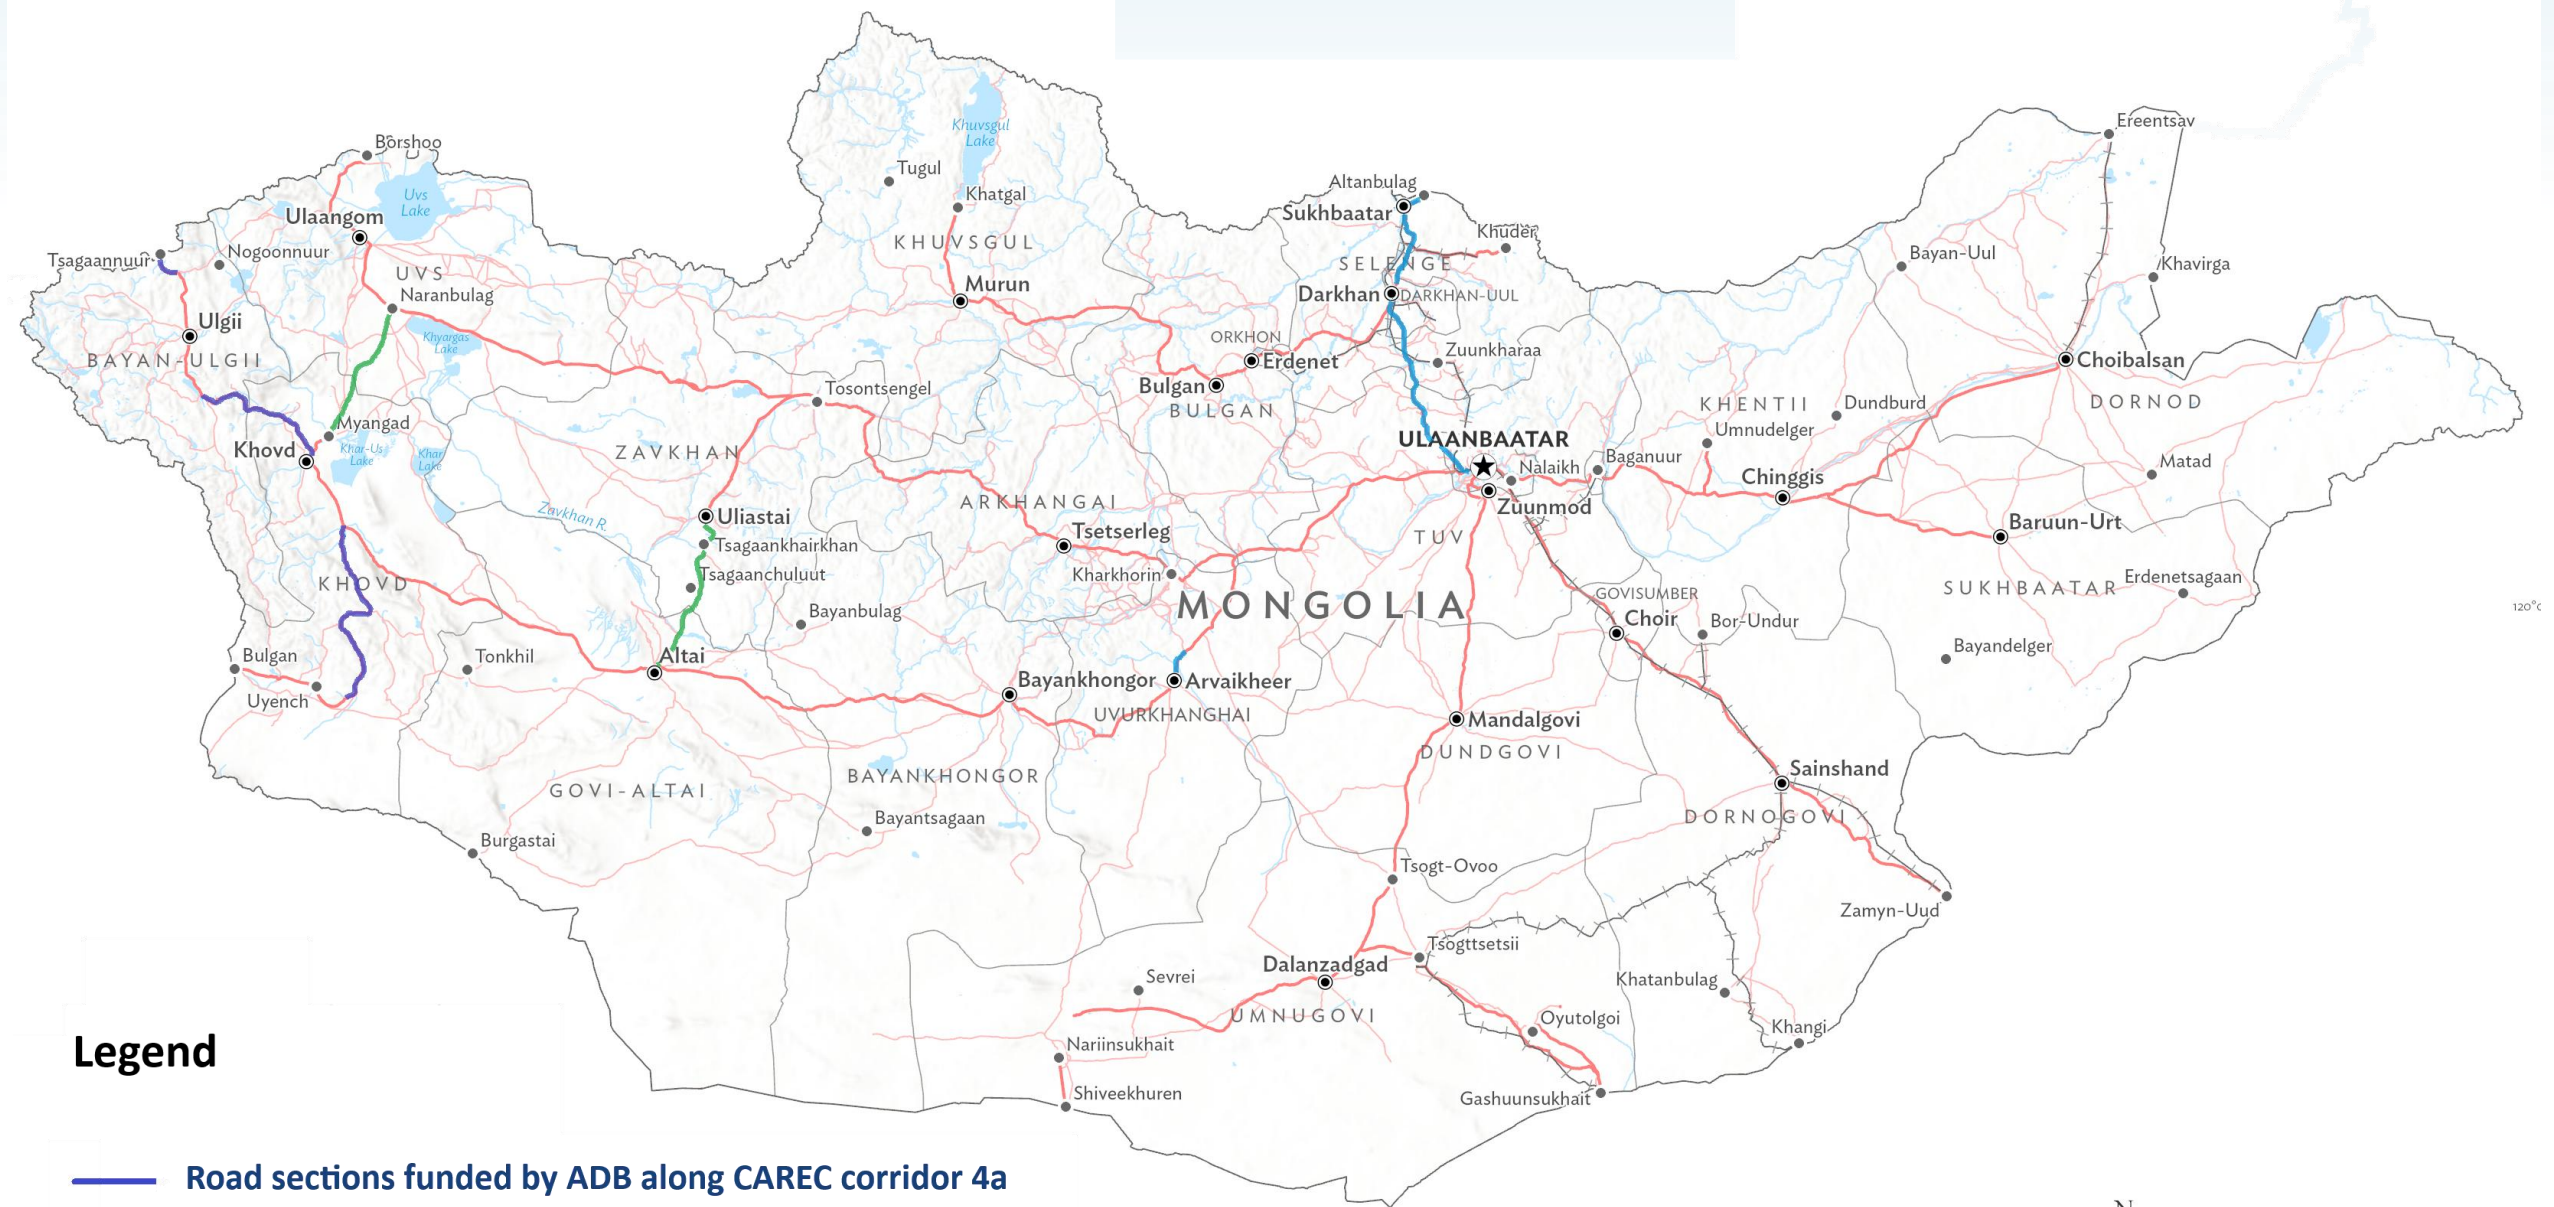 Ereentsav
Borshoo
Khuvsgul
Lake
Tugul
Altanbulag
Uvs
Lake
Khatgal
Ulaangom
Sukhbaatar
Khuder
KHUVSGUL
Nogoonnuur
Tsagaannuur
Bayan-Uul
SELENGE
Khavirga
UVS
Naranbulag
Murun
Darkhan
DARKHAN-UUL
Ulgii
Khyargas
Lake
ORKHON
Zuunkharaa
BAYAN-ULGII
Erdenet
Choibalsan
Bulgan
Tosontsengel
BULGAN
KHENTII
Dundburd
DORNOD
Myangad
Umnudelger
ULAANBAATAR
Khovd
Khar-Us
Lake
Khar
Lake
ZAVKHAN
Baganuur
Nalaikh
Matad
Chinggis
ARKHANGAI
Zavkhan R.
Uliastai
Zuunmod
Baruun-Urt
Tsetserleg
TUV
Tsagaankhairkhan
Kharkhorin
Tsagaanchuluut
KHOVD
Erdenetsagaan
SUKHBAATAR
GOVISUMBER
MONGOLIA
Bayanbulag
120°0
Choir
Bor-Undur
Bulgan
Tonkhil
Altai
Bayandelger
Bayankhongor
Arvaikheer
Uyench
UVURKHANGHAI
Mandalgovi
DUNDGOVI
Sainshand
BAYANKHONGOR
GOVI-ALTAI
Bayantsagaan
DORNOGOVI
Burgastai
Tsogt-Ovoo
Zamyn-Uud
Tsogttsetsii
Dalanzadgad
Sevrei
Khatanbulag
UMNUGOVI
Oyutolgoi
Khangi
Nariinsukhait
Shiveekhuren
Gashuunsukhait
Legend
Road sections funded by ADB along CAREC corridor 4a